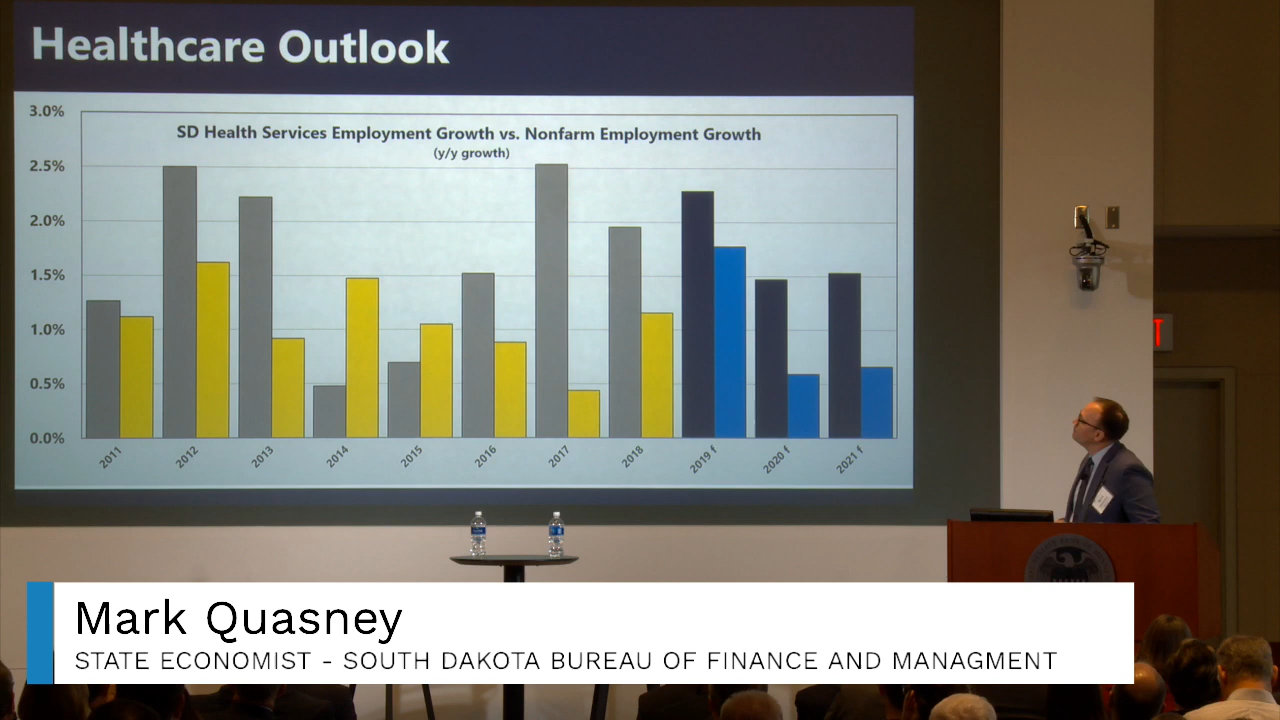 Healthcare Outlook
SD Health Services Employment Growth vs. Nonfarm Employment Growth
(y/y growth)
3.0%
2.5%
2.0%
1.5%
1.0%
0.5%
0.0%
2011
2012
2013
2014
2015
2016
2017
2018
2019 f
2020 f
2021 f
Mark Quasney
STATE ECONOMIST - SOUTH DAKOTA BUREAU OF FINANCE AND MANAGMENT